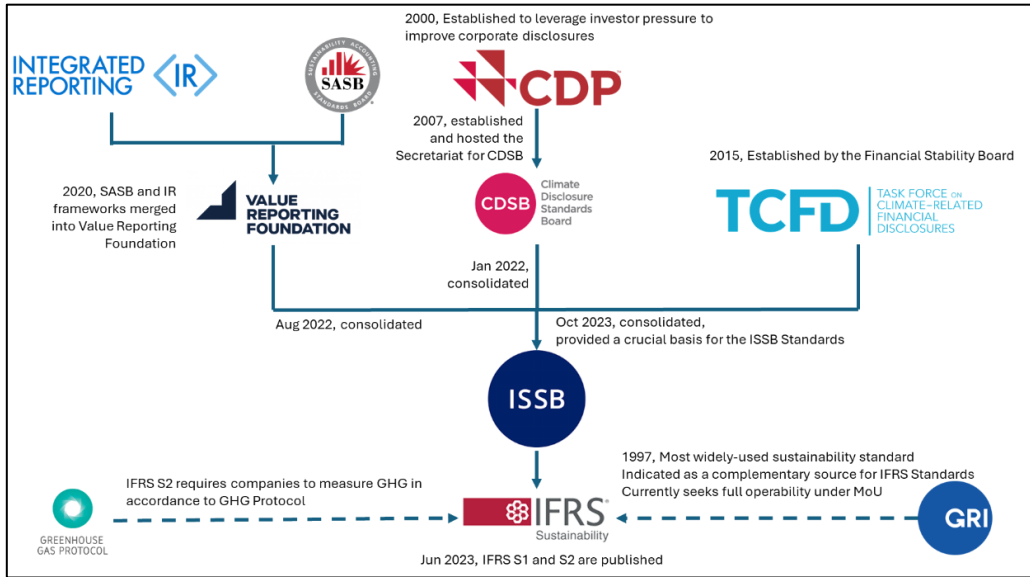 2000, Established to leverage investor pressure to
improve corporate disclosures
INTEGRATED
REPORTING
<IR>
SUSTAINABILITY ACCOUNTING
SASB
STANDARDS BOARD
CDP
2007, established
and hosted the
Secretariat for CDSB
2015, Established by the Financial Stability Board
2020, SASB and IR
frameworks merged
into Value Reporting
Foundation
VALUE
REPORTING
FOUNDATION
CDSB
Climate
Disclosure
Standards
Board
TCFD
TASK FORCE ON
CLIMATE-RELATED
FINANCIAL
DISCLOSURES
Jan 2022,
consolidated
Aug 2022, consolidated
Oct 2023, consolidated,
provided a crucial basis for the ISSB Standards
ISSB
1997, Most widely-used sustainability standard
Indicated as a complementary source for IFRS Standards
Currently seeks full operability under MoU
IFRS S2 requires companies to measure GHG in
accordance to GHG Protocol
GREENHOUSE
GAS PROTOCOL
IFRS®
Sustainability
GRI
Jun 2023, IFRS S1 and S2 are published